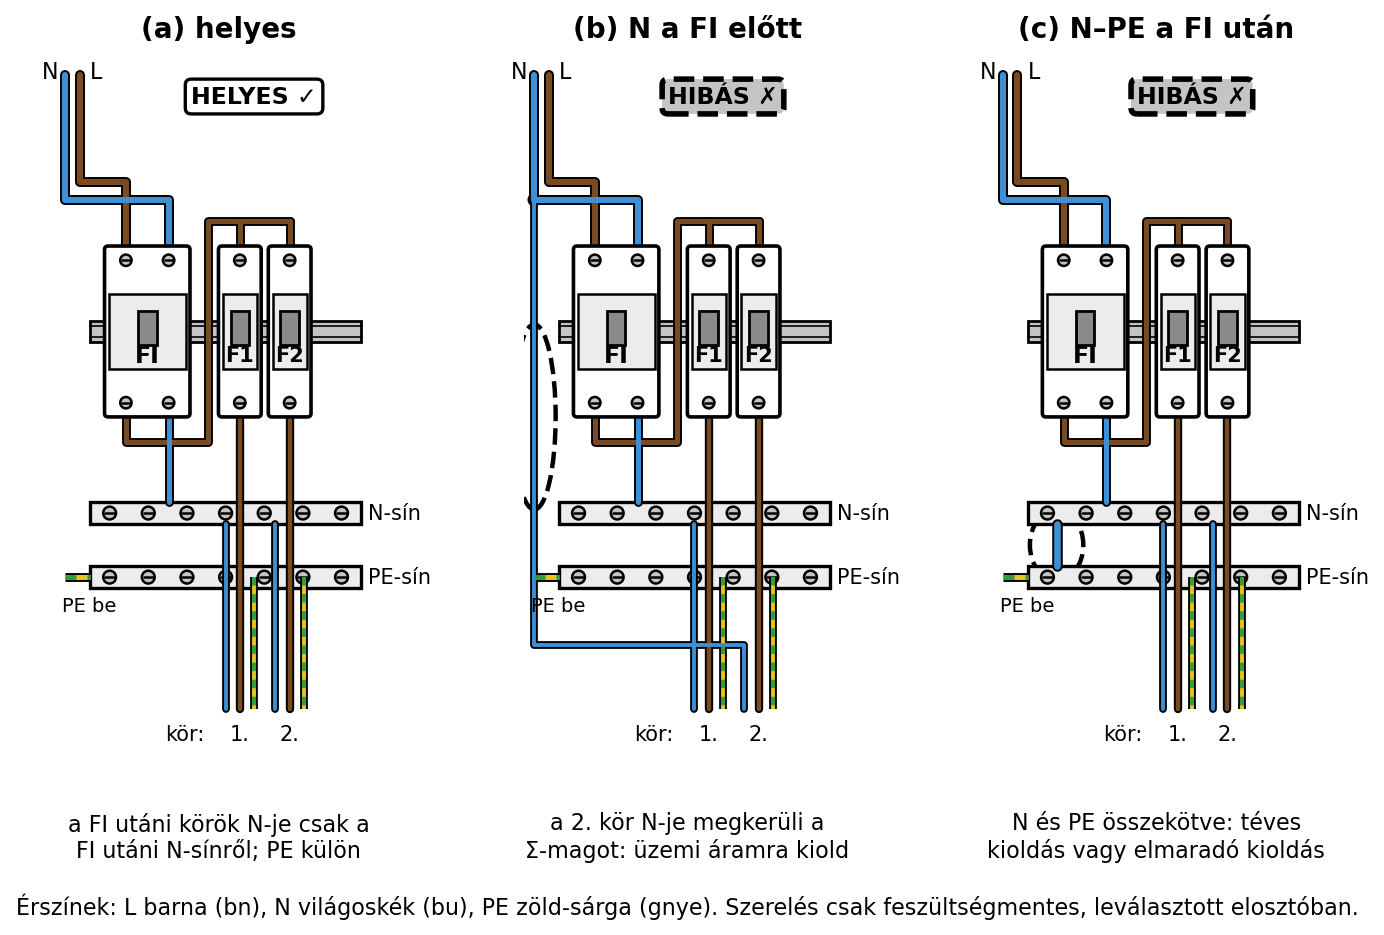 (a) helyes
(b) N a FI előtt
(c) N–PE a FI után
N L
HELYES ✓
N L
HIBÁS ✗
N L
HIBÁS ✗
FI F1 F2
FI F1 F2
FI F1 F2
N-sín
N-sín
N-sín
PE-sín
PE-sín
PE-sín
PE be
PE be
PE be
kör: 1. 2.
kör: 1. 2.
kör: 1. 2.
a FI utáni körök N-je csak a
FI utáni N-sínről; PE külön
a 2. kör N-je megkerüli a
Σ-magot: üzemi áramra kiold
N és PE összekötve: téves
kioldás vagy elmaradó kioldás
Érszínek: L barna (bn), N világoskék (bu), PE zöld-sárga (gnye). Szerelés csak feszültségmentes, leválasztott elosztóban.